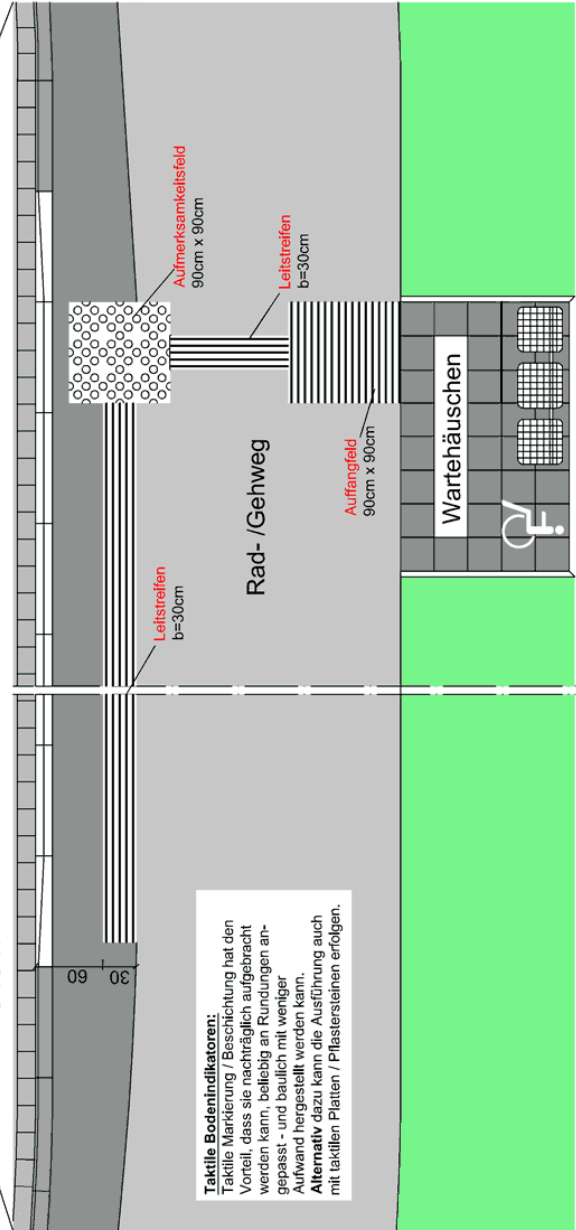 60
30
Taktile Bodenindikatoren:
Taktile Markierung / Beschichtung hat den
Vorteil, dass sie nachträglich aufgebracht
werden kann, beliebig an Rundungen an-
gepasst - und baulich mit weniger
Aufwand hergestellt werden kann.
Alternativ dazu kann die Ausführung auch
mit taktilen Platten / Pflastersteinen erfolgen.
Leitstreifen
b=30cm
Rad- /Gehweg
Aufmerksamkeitsfeld
90cm x 90cm
Leitstreifen
b=30cm
Auffangfeld
90cm x 90cm
Wartehäuschen